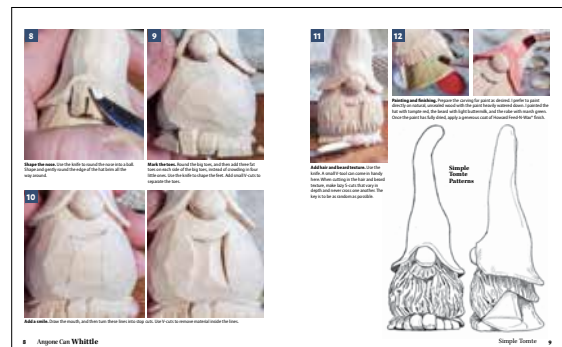 8
9
Shape the nose. Use the knife to round the nose into a ball.
Shape and gently round the edge of the hat brim all the
way around.
Mark the toes. Round the big toes, and then add three fat
toes on each side of the big toes, instead of crowding in four
little ones. Use the knife to shape the feet. Add small V-cuts to
separate the toes.
10
Add a smile. Draw the mouth, and then turn these lines into stop cuts. Use V-cuts to remove material inside the lines.
8 Anyone Can Whittle
11
12
Add hair and beard texture. Use the
knife. A small V-tool can come in handy
here. When cutting in the hair and beard
texture, make lazy S-cuts that vary in
depth and never cross one another. The
key is to be as random as possible.
Painting and finishing. Prepare the carving for paint as desired. I prefer to paint
directly on natural, unsealed wood with the paint heavily watered down. I painted the
hat with tompte red, the beard with light buttermilk, and the robe with marsh green.
Once the paint has fully dried, apply a generous coat of Howard Feed-N-Wax® finish.
Simple
Tomte
Patterns
Simple Tomte 9